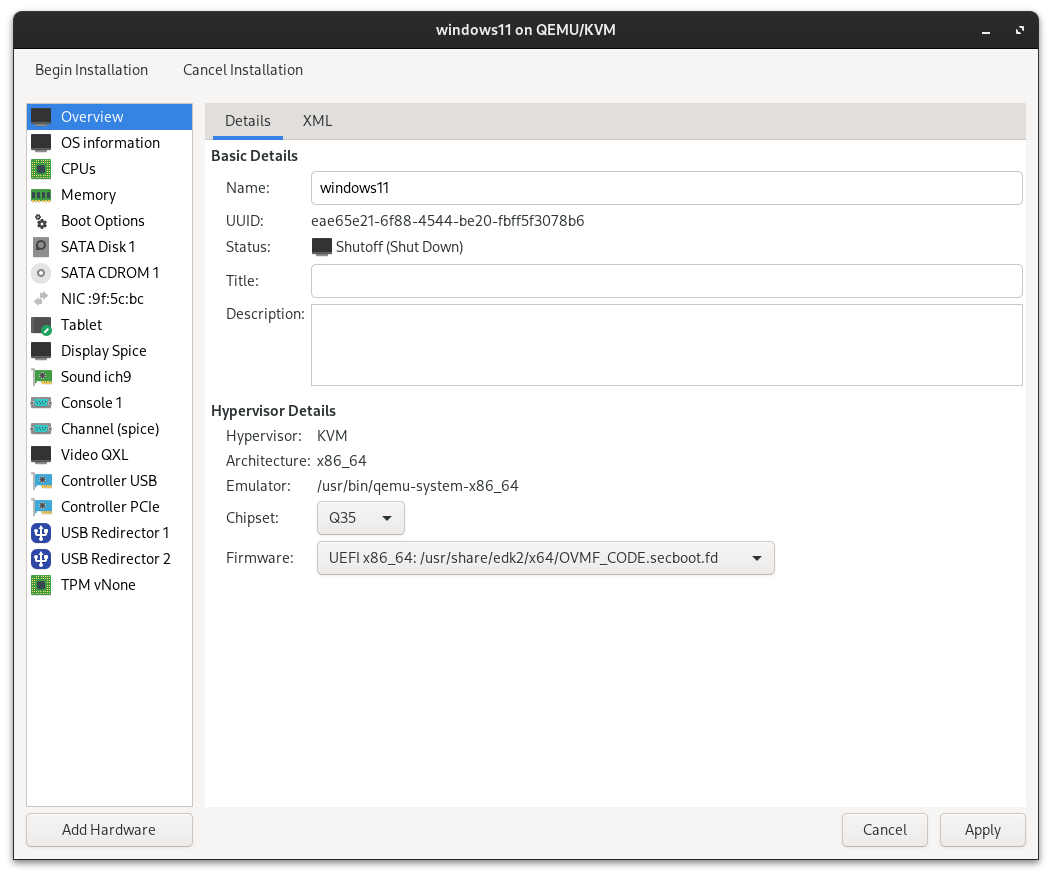 windows11 on QEMU/KVM
Begin Installation Cancel Installation
Overview
OS information
CPUs
Memory
Boot Options
SATA Disk 1
SATA CDROM 1
NIC :9f:5c:bc
Tablet
Display Spice
Sound ich9
Console 1
Channel (spice)
Video QXL
Controller USB
Controller PCIe
USB Redirector 1
USB Redirector 2
TPM vNone
Add Hardware
Details XML
Basic Details
Name: windows11
UUID: eae65e21-6f88-4544-be20-fbff5f3078b6
Status: Shutoff (Shut Down)
Title:
Description:
Hypervisor Details
Hypervisor: KVM
Architecture: x86_64
Emulator: /usr/bin/qemu-system-x86_64
Chipset: Q35
Firmware: UEFI x86_64: /usr/share/edk2/x64/OVMF_CODE.secboot.fd
Cancel Apply